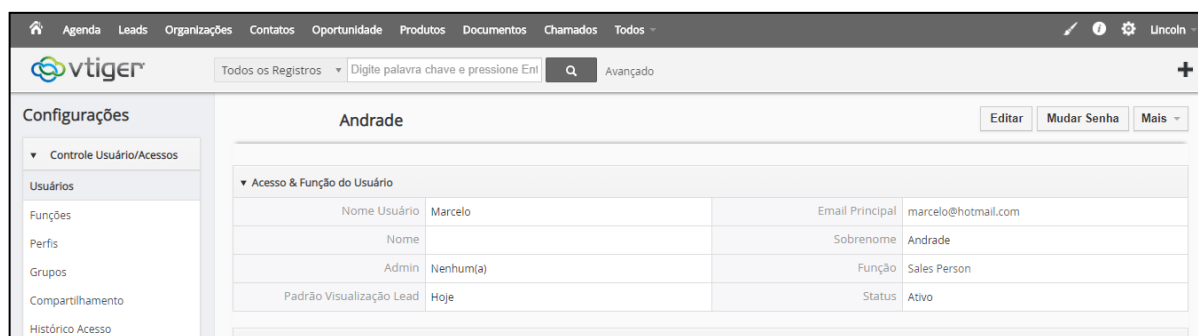 Agenda Leads Organizações Contatos Oportunidade Produtos Documentos Chamados Todos Lincoln
vtiger Todos os Registros Digite palavra chave e pressione Ent Avançado
Configurações
Andrade Editar Mudar Senha Mais
Controle Usuário/Acessos
Usuários
Acesso & Função do Usuário
Nome Usuário Marcelo Email Principal marcelo@hotmail.com
Funções
Nome Sobrenome Andrade
Perfis
Admin Nenhum(a) Função Sales Person
Grupos
Padrão Visualização Lead Hoje Status Ativo
Compartilhamento
Histórico Acesso